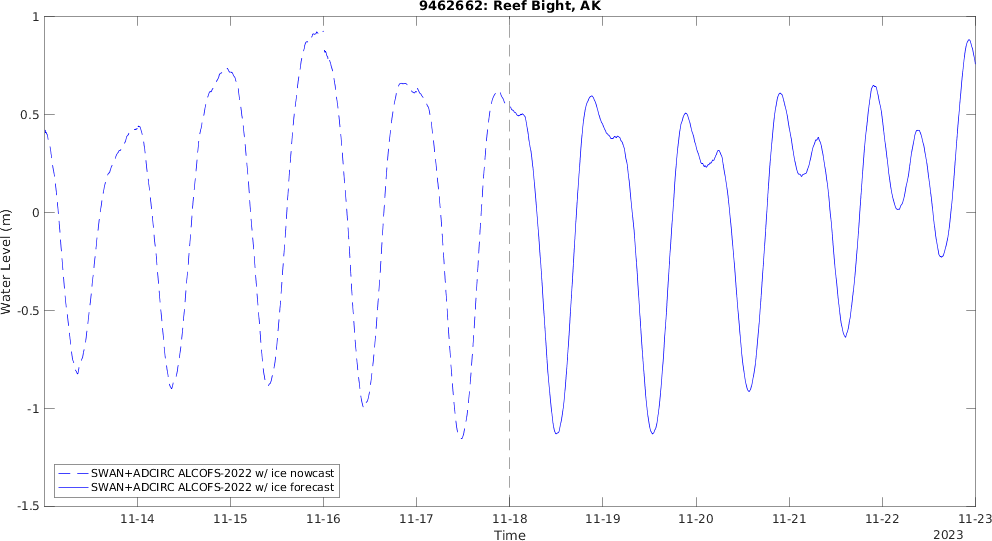 9462662: Reef Bight, AK
1
0.5
0
-0.5
-1
-1.5
Water Level (m)
SWAN+ADCIRC ALCOFS-2022 w/ ice nowcast
SWAN+ADCIRC ALCOFS-2022 w/ ice forecast
11-14 11-15 11-16 11-17 11-18 11-19 11-20 11-21 11-22 11-23
Time
2023